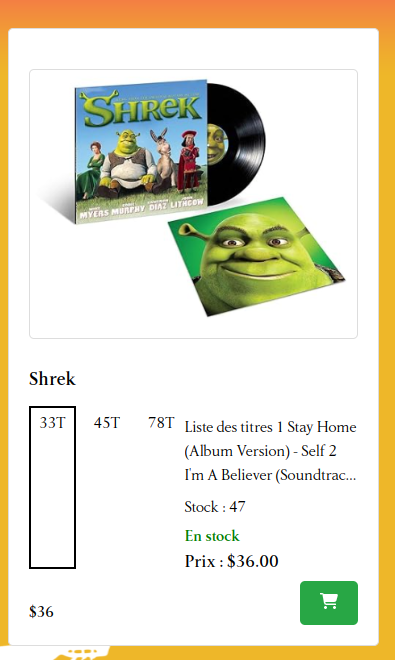 SHREK
MYERS MURPHY DIAZ LITHGOW
Shrek
33T 45T 78T
Liste des titres 1 Stay Home
(Album Version) - Self 2
I'm A Believer (Soundtrac...
Stock : 47
En stock
Prix : $36.00
$36